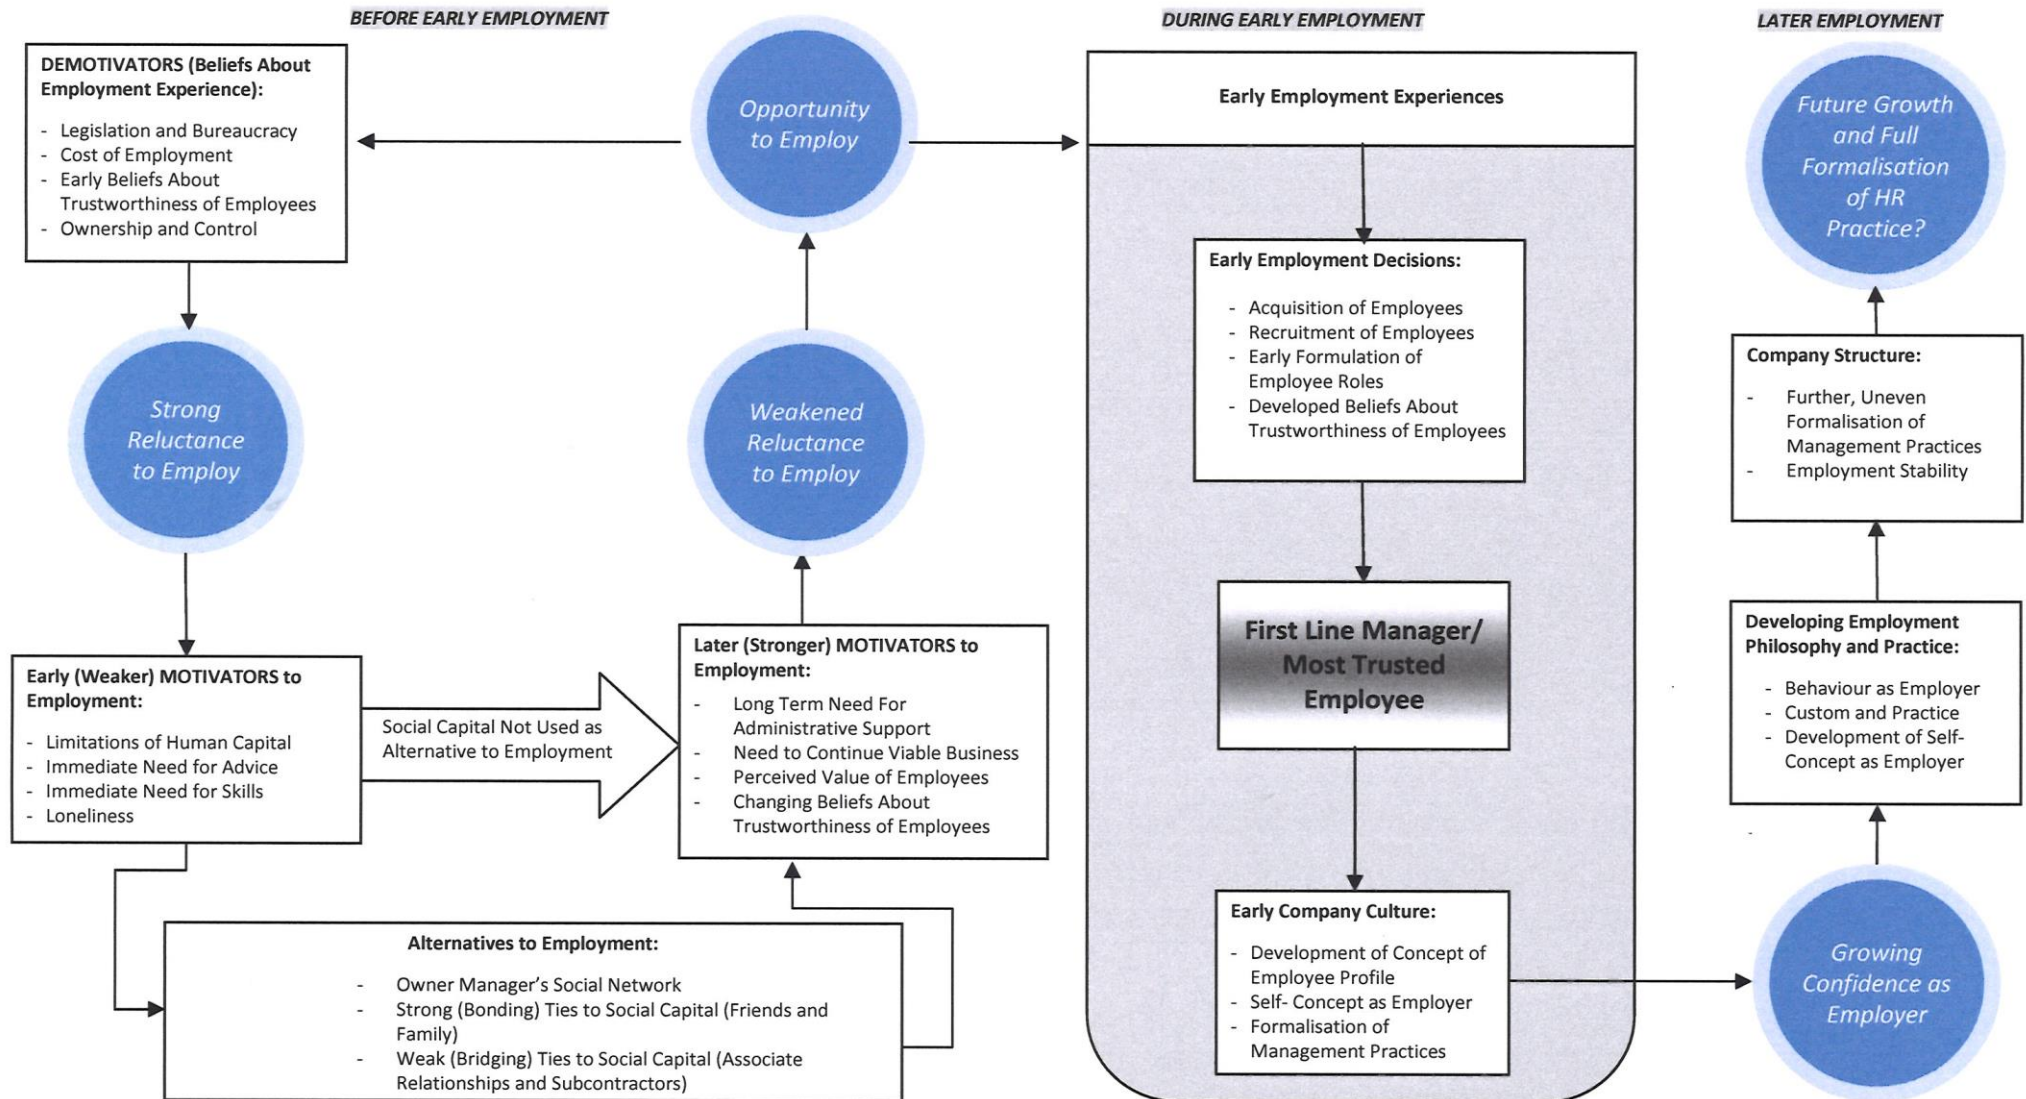 BEFORE EARLY EMPLOYMENT
DEMOTIVATORS (Beliefs About
Employment Experience):
- Legislation and Bureaucracy
- Cost of Employment
- Early Beliefs About
Trustworthiness of Employees
- Ownership and Control
Strong
Reluctance
to Employ
Early (Weaker) MOTIVATORS to
Employment:
- Limitations of Human Capital
- Immediate Need for Advice
- Immediate Need for Skills
- Loneliness
Social Capital Not Used as
Alternative to Employment
Alternatives to Employment:
- Owner Manager's Social Network
- Strong (Bonding) Ties to Social Capital (Friends and
Family)
- Weak (Bridging) Ties to Social Capital (Associate
Relationships and Subcontractors)
Later (Stronger) MOTIVATORS to
Employment:
- Long Term Need For
Administrative Support
- Need to Continue Viable Business
- Perceived Value of Employees
- Changing Beliefs About
Trustworthiness of Employees
Weakened
Reluctance
to Employ
Opportunity
to Employ
DURING EARLY EMPLOYMENT
Early Employment Experiences
Early Employment Decisions:
- Acquisition of Employees
- Recruitment of Employees
- Early Formulation of
Employee Roles
- Developed Beliefs About
Trustworthiness of Employees
First Line Manager/
Most Trusted
Employee
Early Company Culture:
- Development of Concept of
Employee Profile
- Self- Concept as Employer
- Formalisation of
Management Practices
LATER EMPLOYMENT
Future Growth
and Full
Formalisation
of HR
Practice?
Company Structure:
- Further, Uneven
Formalisation of
Management Practices
- Employment Stability
Developing Employment
Philosophy and Practice:
- Behaviour as Employer
- Custom and Practice
- Development of Self-
Concept as Employer
Growing
Confidence as
Employer